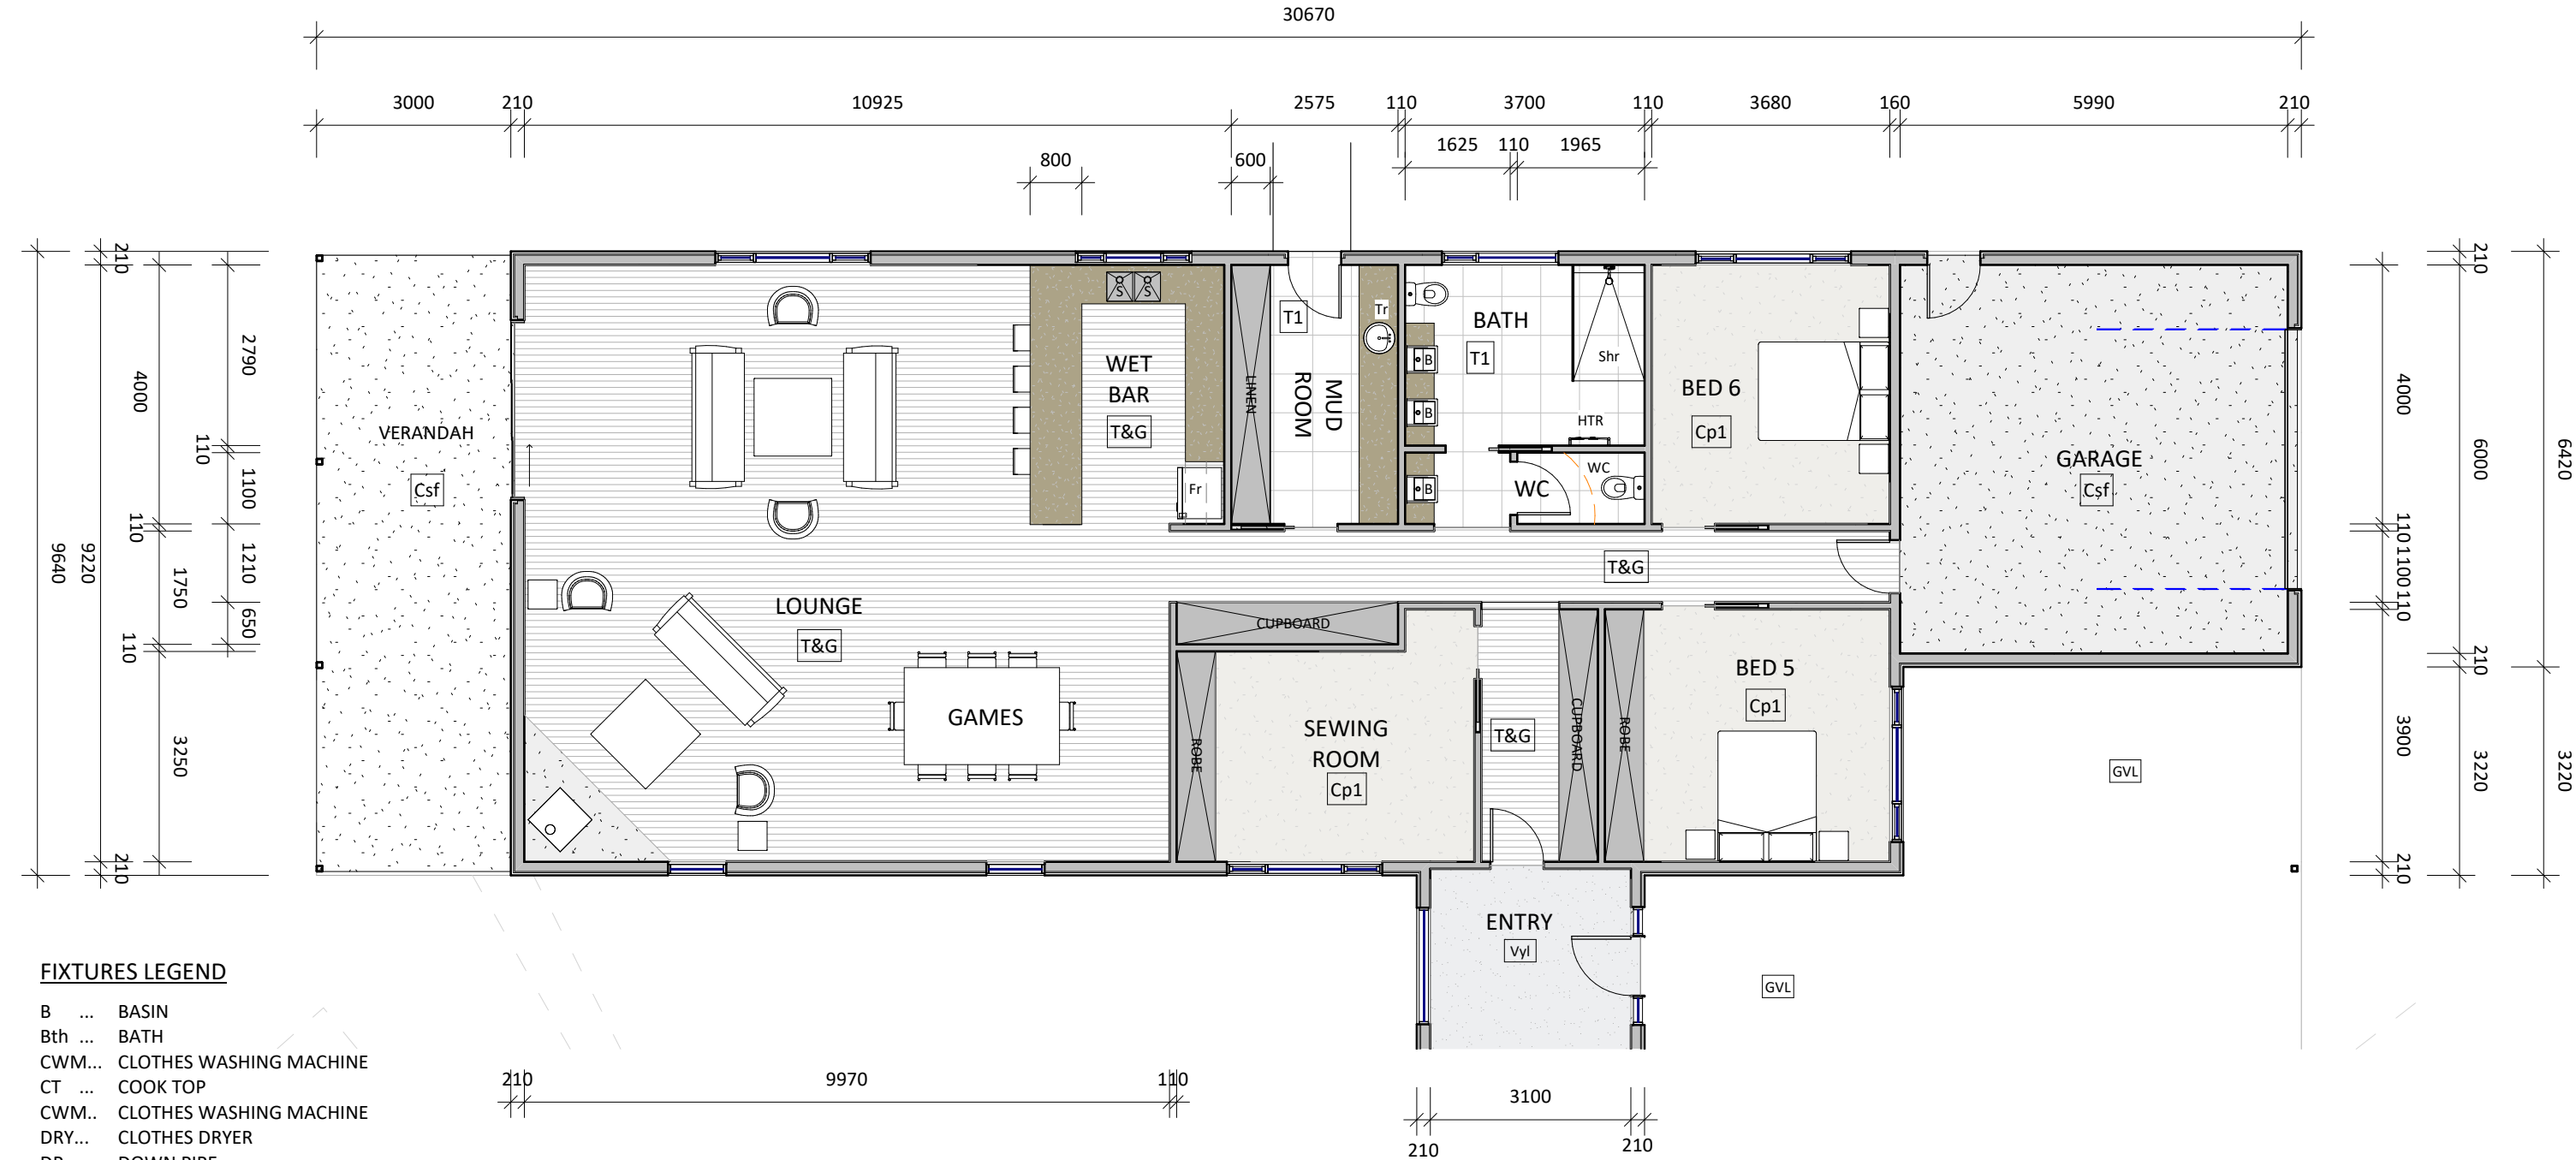 30670
3000 210 10925 2575 110 3700 110 3680 160 5990 210
1625 110 1965
800 600
210
9640
9220
210
4000
110
1750
110
3250
210
2790
110
1100
1210
650
VERANDAH
Csf
LOUNGE
T&G
GAMES
WET
BAR
T&G
S S
Fr
LINEN
T1
MUD
ROOM
Tr
BATH
T1
B
B
B
Shr
HTR
WC
WC
BED 6
Cp1
GARAGE
Csf
T&G
CUPBOARD
ROBE
SEWING
ROOM
Cp1
T&G
CUPBOARD
ROBE
BED 5
Cp1
ENTRY
Vyl
GVL
GVL
4000
110
1100
110
3900
210
210
6000
210
3220
6420
3220
FIXTURES LEGEND
B ... BASIN
Bth ... BATH
CWM... CLOTHES WASHING MACHINE
CT ... COOK TOP
CWM.. CLOTHES WASHING MACHINE
DRY... CLOTHES DRYER
210 9970 110
3100
210 210